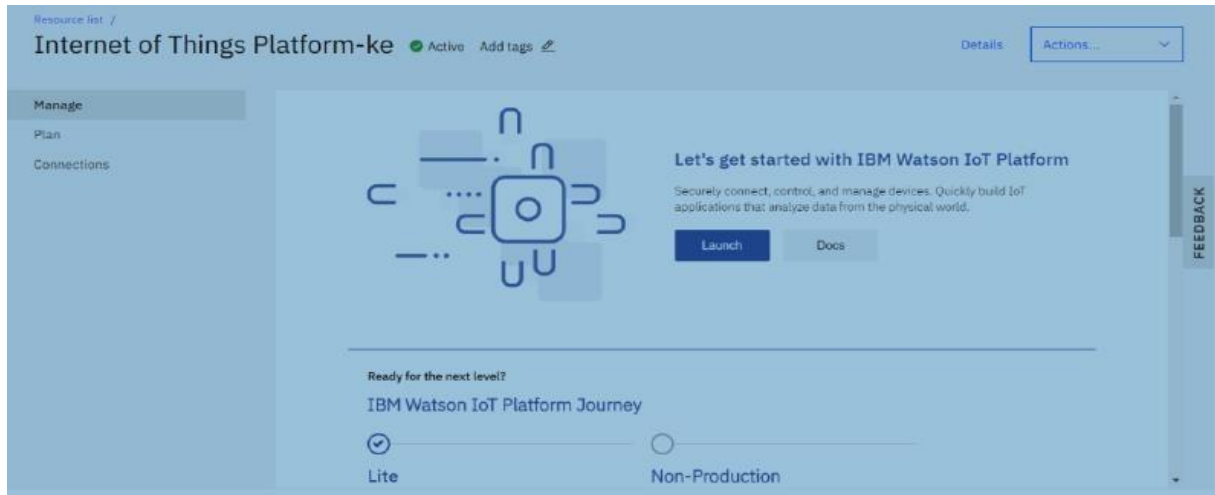 Resource list /
Internet of Things Platform-ke Active Add tags
Details
Actions...
Manage
Plan
Connections
Let's get started with IBM Watson IoT Platform
Securely connect, control, and manage devices. Quickly build IoT
applications that analyze data from the physical world.
Launch
Docs
FEEDBACK
Ready for the next level?
IBM Watson IoT Platform Journey
Lite
Non-Production